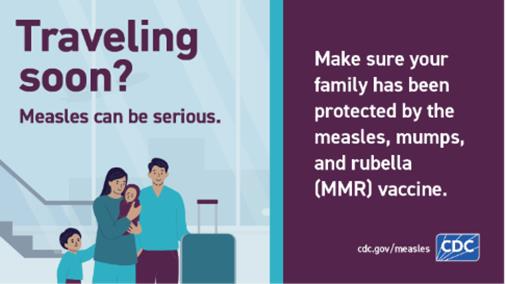 Traveling
soon?
Measles can be serious.
Make sure your
family has been
protected by the
measles, mumps,
and rubella
(MMR) vaccine.
cdc.gov/measles CDC